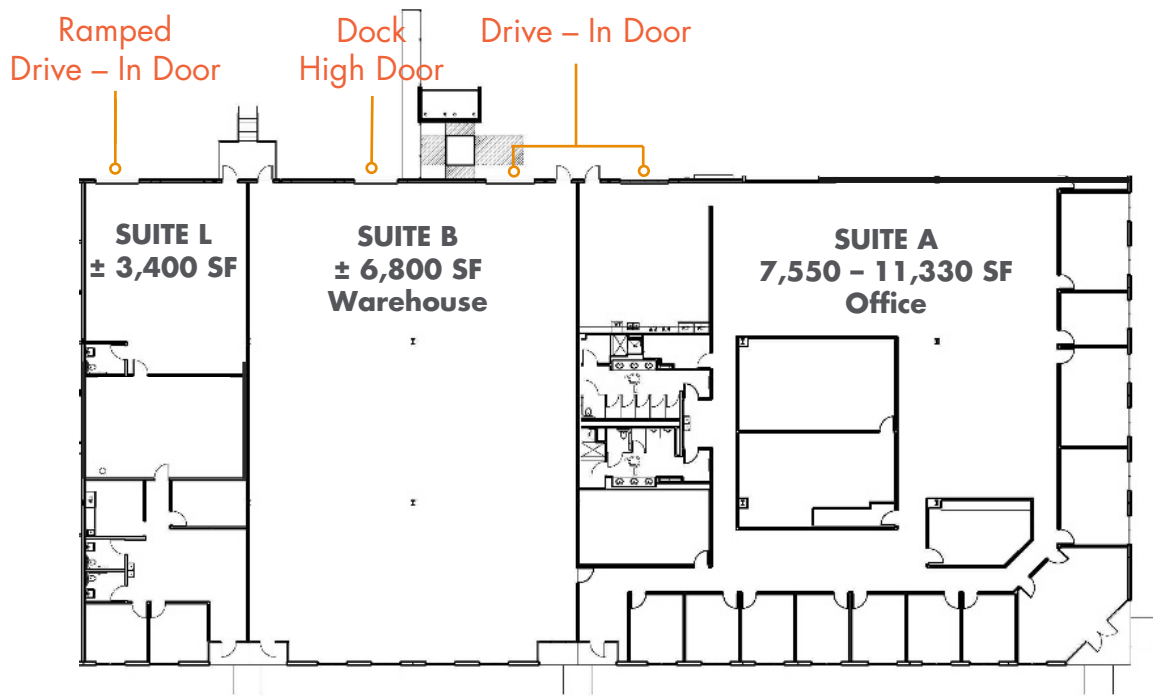 Ramped
Drive – In Door
Dock
High Door
Drive – In Door
SUITE L
± 3,400 SF
SUITE B
± 6,800 SF
Warehouse
SUITE A
7,550 – 11,330 SF
Office